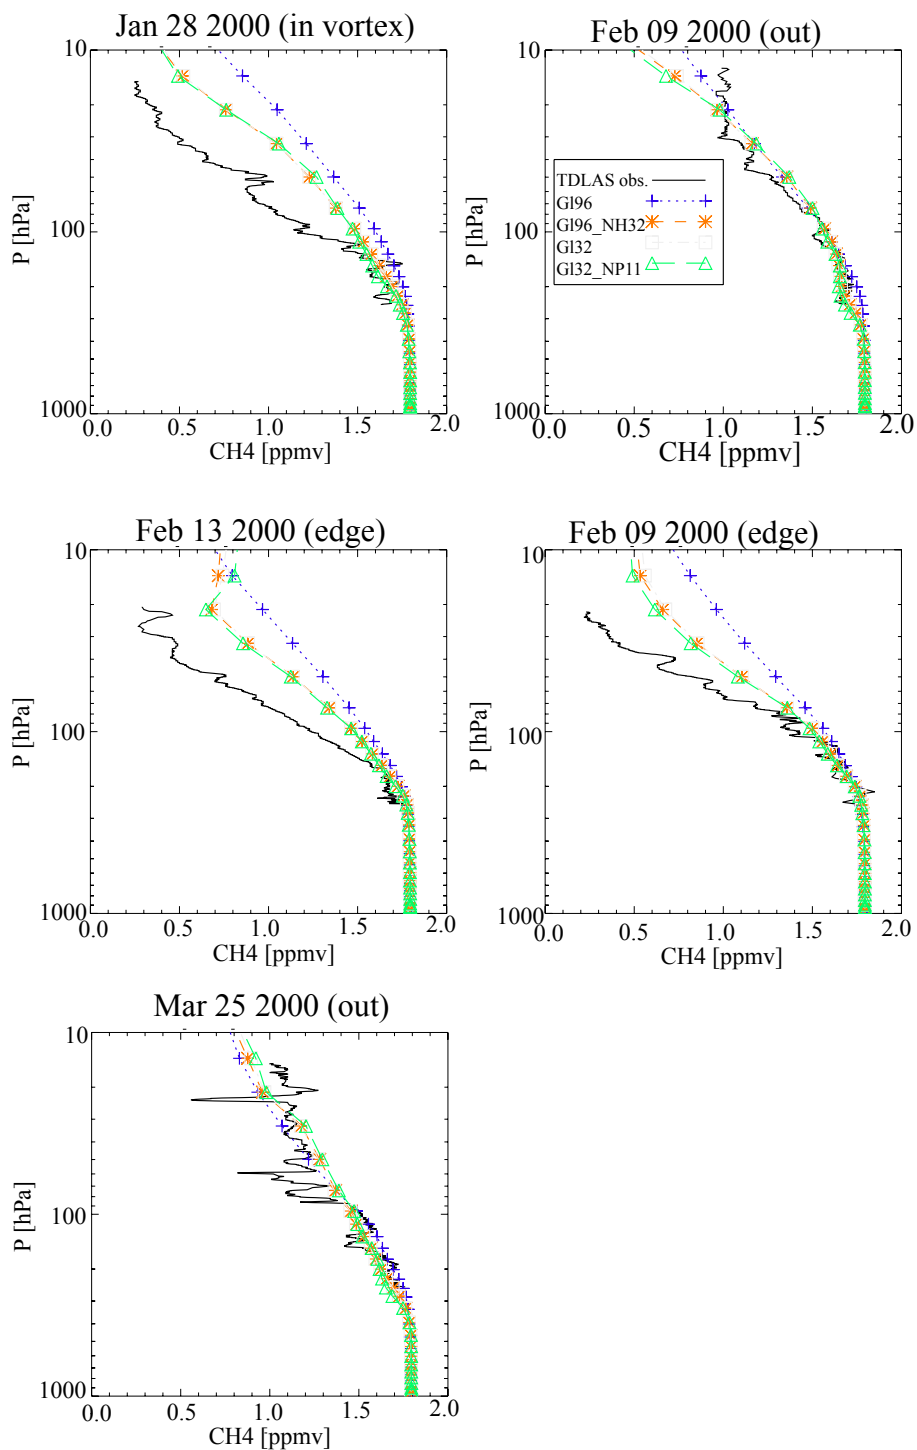 Jan 28 2000 (in vortex)
10
100
1000
P [hPa]
0.0 0.5 1.0 1.5 2.0
CH4 [ppmv]
Feb 09 2000 (out)
10
100
1000
P [hPa]
TDLAS obs.
Gl96
Gl96_NH32
Gl32
Gl32_NP11
0.0 0.5 1.0 1.5 2.0
CH4 [ppmv]
Feb 13 2000 (edge)
10
100
1000
P [hPa]
0.0 0.5 1.0 1.5 2.0
CH4 [ppmv]
Feb 09 2000 (edge)
10
100
1000
P [hPa]
0.0 0.5 1.0 1.5 2.0
CH4 [ppmv]
Mar 25 2000 (out)
10
100
1000
P [hPa]
0.0 0.5 1.0 1.5 2.0
CH4 [ppmv]